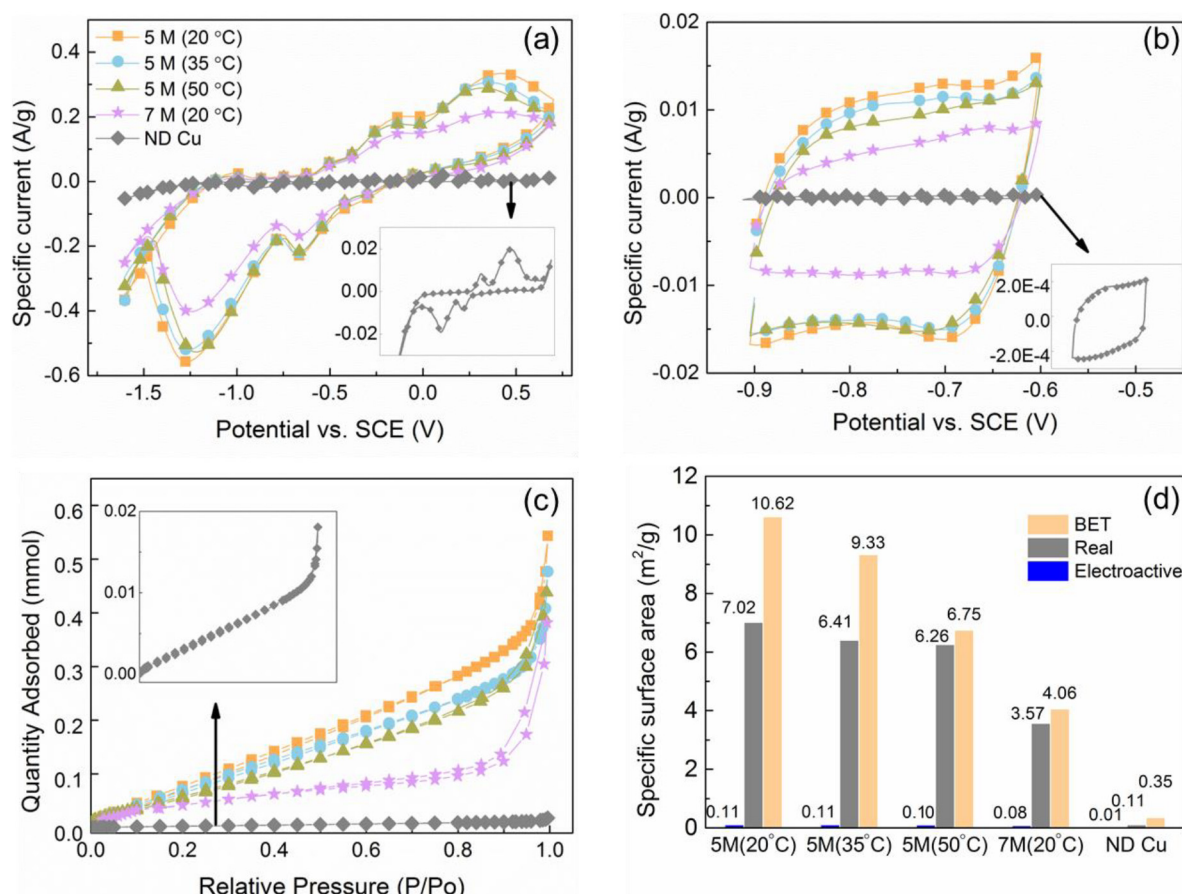 (a)
5 M (20 °C)
5 M (35 °C)
5 M (50 °C)
7 M (20 °C)
ND Cu
Specific current (A/g)
0.4
0.2
0.0
-0.2
-0.4
-0.6
0.02
0.00
-0.02
-1.5 -1.0 -0.5 0.0 0.5
Potential vs. SCE (V)
(b)
Specific current (A/g)
0.02
0.01
0.00
-0.01
-0.02
2.0E-4
0.0
-2.0E-4
-0.9 -0.8 -0.7 -0.6 -0.5
Potential vs. SCE (V)
(c)
Quantity Adsorbed (mmol)
0.6
0.5
0.4
0.3
0.2
0.1
0.0
0.02
0.01
0.00
0.0 0.2 0.4 0.6 0.8 1.0
Relative Pressure (P/Po)
(d)
Specific surface area (m²/g)
12
10
8
6
4
2
0
BET
Real
Electroactive
0.11 7.02 10.62
0.11 6.41 9.33
0.10 6.26 6.75
0.08 3.57 4.06
0.01 0.11 0.35
5M(20°C) 5M(35°C) 5M(50°C) 7M(20°C) ND Cu